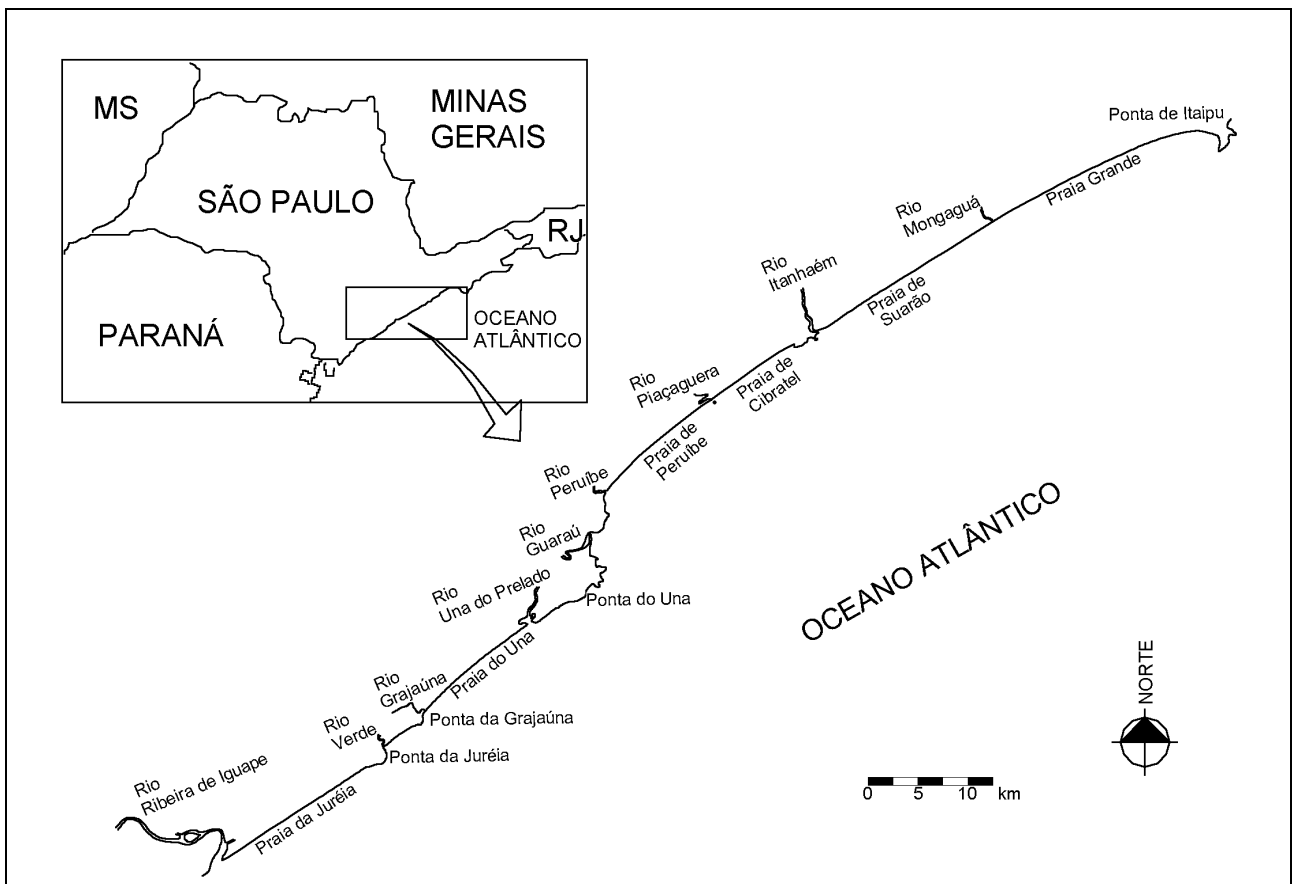 MS
MINAS
GERAIS
SÃO PAULO
RJ
PARANÁ
OCEANO
ATLÂNTICO
Ponta de Itaipu
Praia Grande
Rio
Mongaguá
Praia de
Suarão
Rio
Itanhaém
Praia de
Cibratel
Rio
Piaçaguera
Praia de
Peruíbe
Rio
Peruíbe
Rio
Guaraú
Rio
Una do Prelado
Ponta do Una
Praia do Una
Rio
Grajaúna
Ponta da Grajaúna
Rio
Verde
Ponta da Juréia
Rio
Ribeira de Iguape
Praia da Juréia
OCEANO ATLÂNTICO
NORTE
0 5 10 km